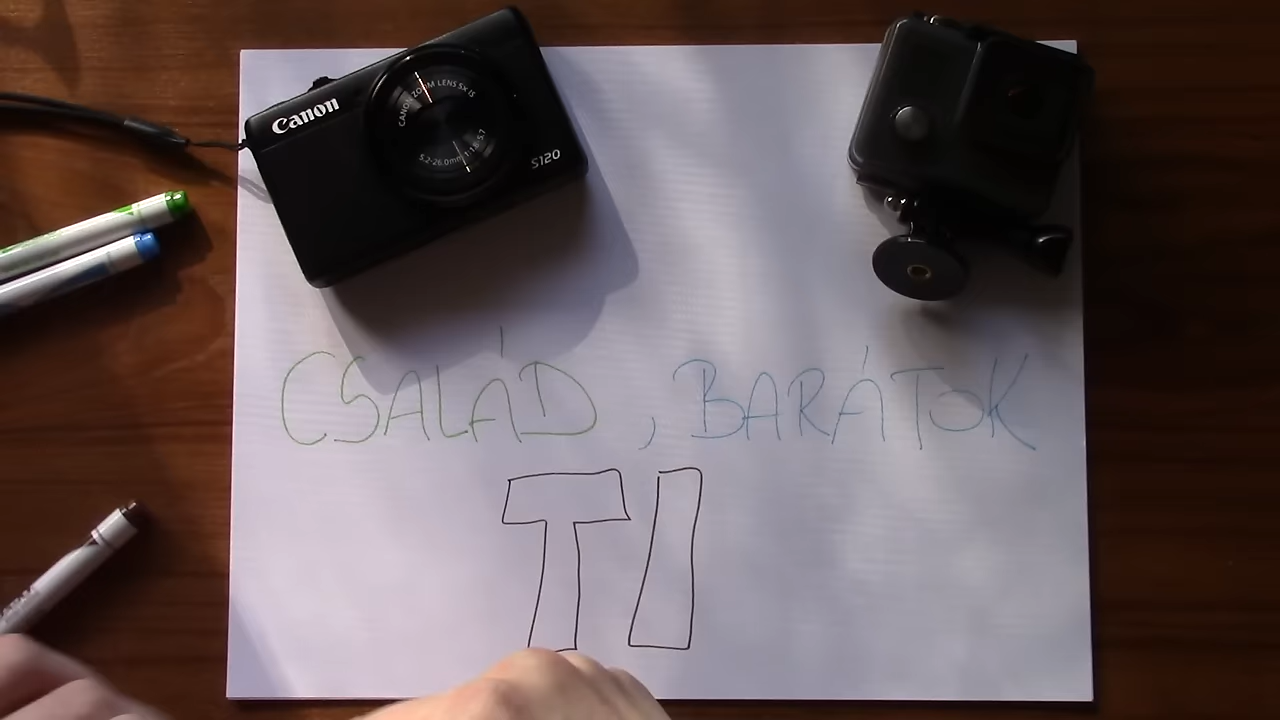 Canon
CANON ZOOM LENS 5X IS
5.2-26.0mm 1:1.8-5.7
S120
CSALÁD, BARÁTOK
TI